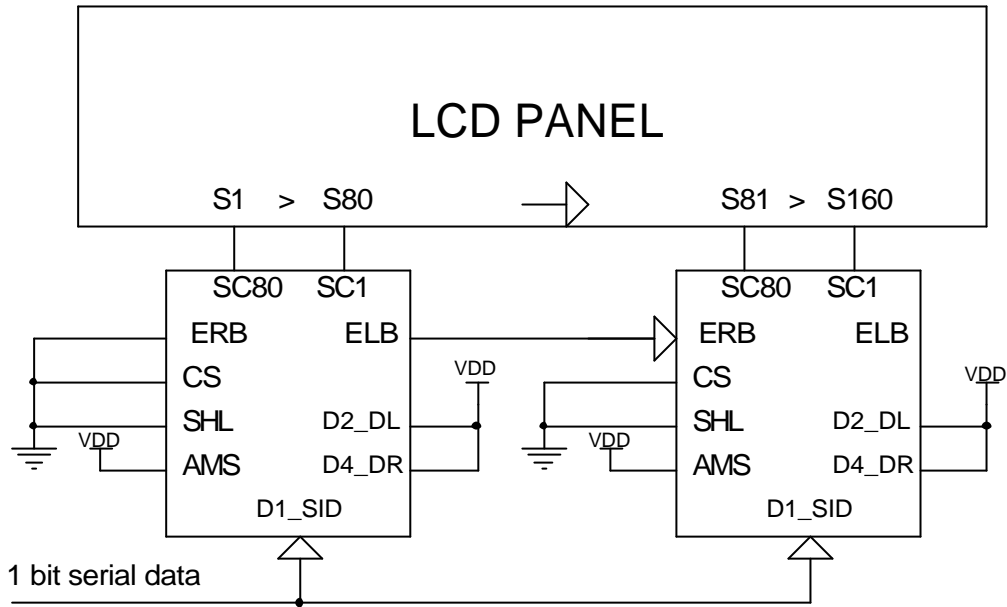 LCD PANEL
S1 > S80
S81 > S160
SC80 SC1
SC80 SC1
ERB ELB
ERB ELB
CS
VDD
CS
VDD
SHL D2_DL
SHL D2_DL
VDD
VDD
AMS D4_DR
AMS D4_DR
D1_SID
D1_SID
1 bit serial data